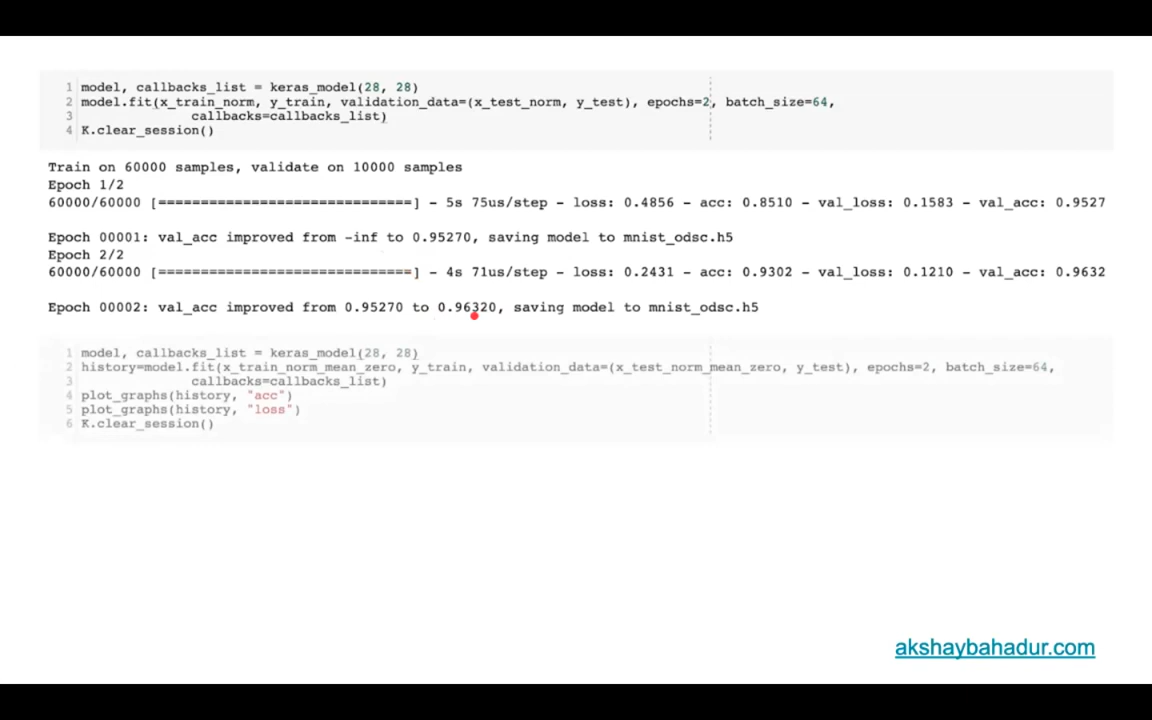 1 model, callbacks_list = keras_model(28, 28)
2 model.fit(x_train_norm, y_train, validation_data=(x_test_norm, y_test), epochs=2, batch_size=64,
3 callbacks=callbacks_list)
4 K.clear_session()
Train on 60000 samples, validate on 10000 samples
Epoch 1/2
60000/60000 [==============================] - 5s 75us/step - loss: 0.4856 - acc: 0.8510 - val_loss: 0.1583 - val_acc: 0.9527
Epoch 00001: val_acc improved from -inf to 0.95270, saving model to mnist_odsc.h5
Epoch 2/2
60000/60000 [==============================] - 4s 71us/step - loss: 0.2431 - acc: 0.9302 - val_loss: 0.1210 - val_acc: 0.9632
Epoch 00002: val_acc improved from 0.95270 to 0.96320, saving model to mnist_odsc.h5
1 model, callbacks_list = keras_model(28, 28)
2 history=model.fit(x_train_norm_mean_zero, y_train, validation_data=(x_test_norm_mean_zero, y_test), epochs=2, batch_size=64,
3 callbacks=callbacks_list)
4 plot_graphs(history, "acc")
5 plot_graphs(history, "loss")
6 K.clear_session()
akshaybahadur.com